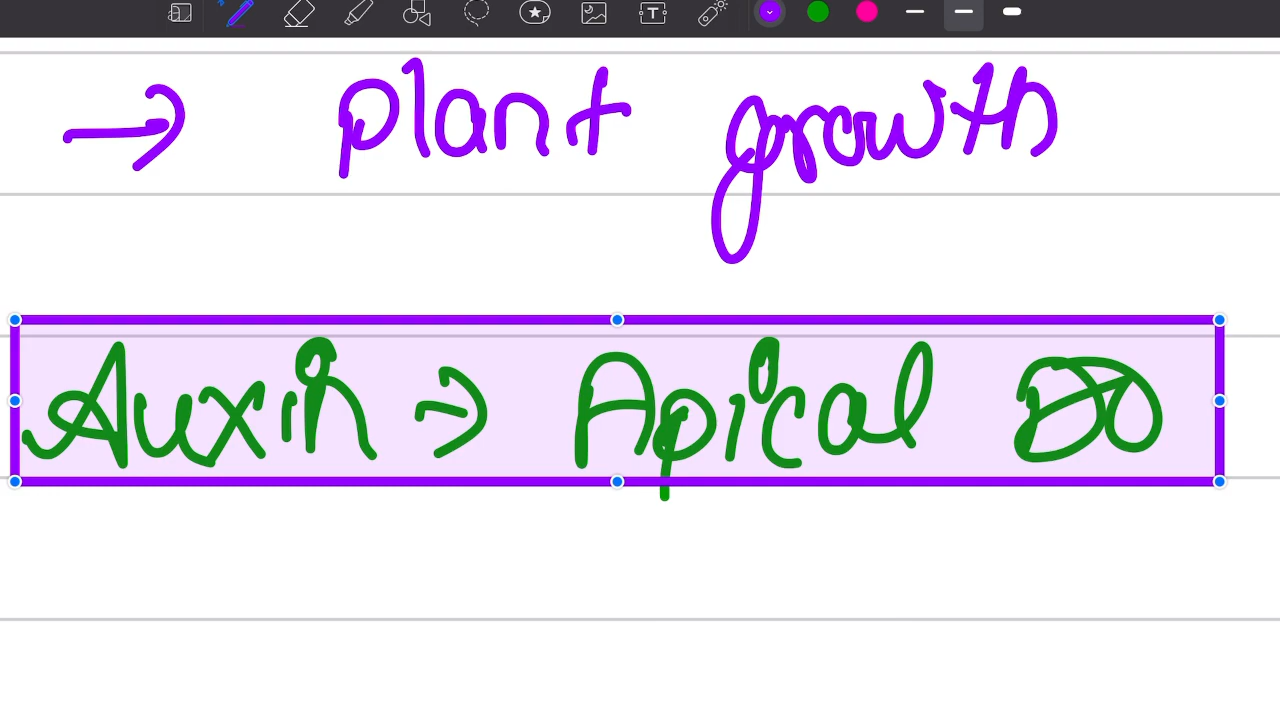 → plant growth
Auxin → Apical